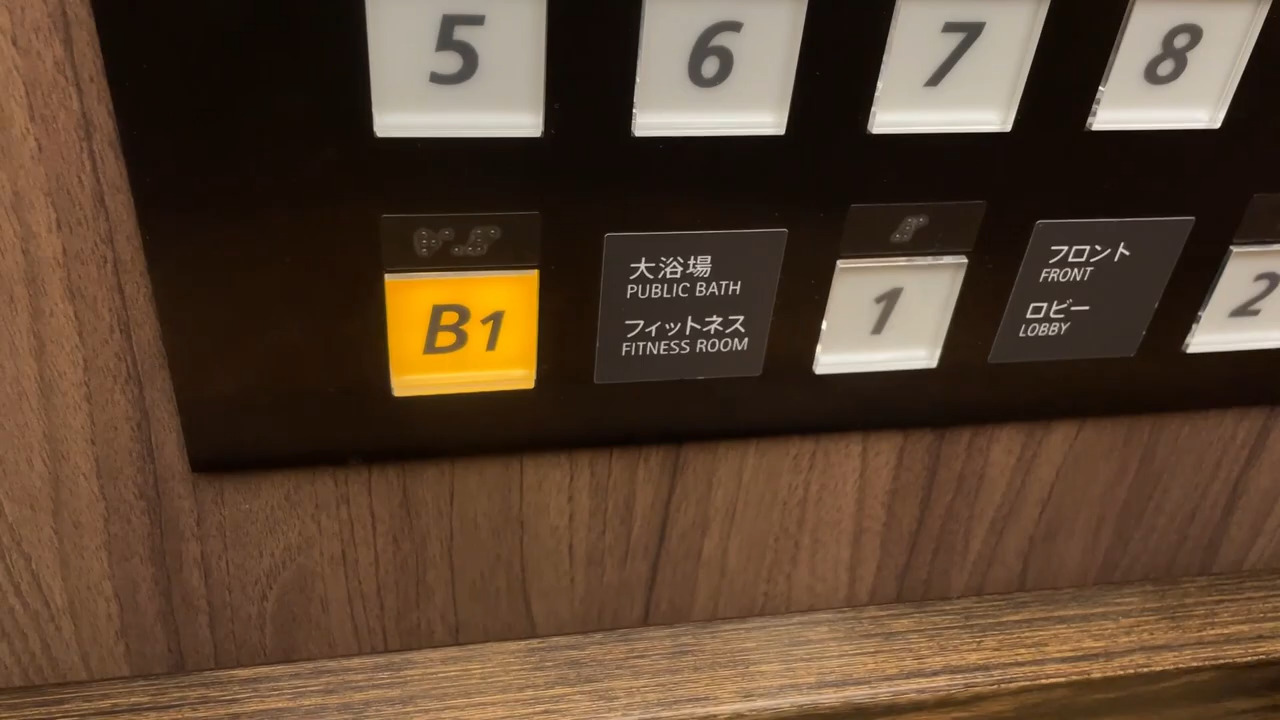 5 6 7 8
B1
大浴場
PUBLIC BATH
フィットネス
FITNESS ROOM
1
フロント
FRONT
ロビー
LOBBY
2